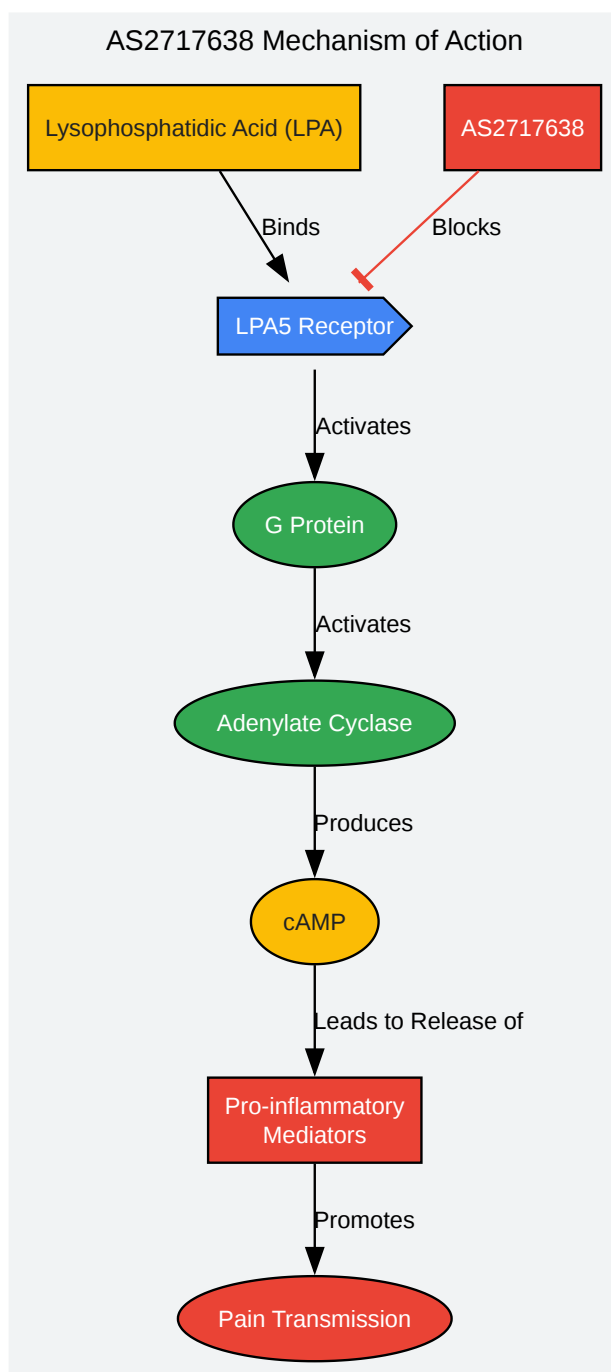 AS2717638 Mechanism of Action
Lysophosphatidic Acid (LPA)
AS2717638
Binds
Blocks
LPA5 Receptor
Activates
G Protein
Activates
Adenylate Cyclase
Produces
cAMP
Leads to Release of
Pro-inflammatory
Mediators
Promotes
Pain Transmission